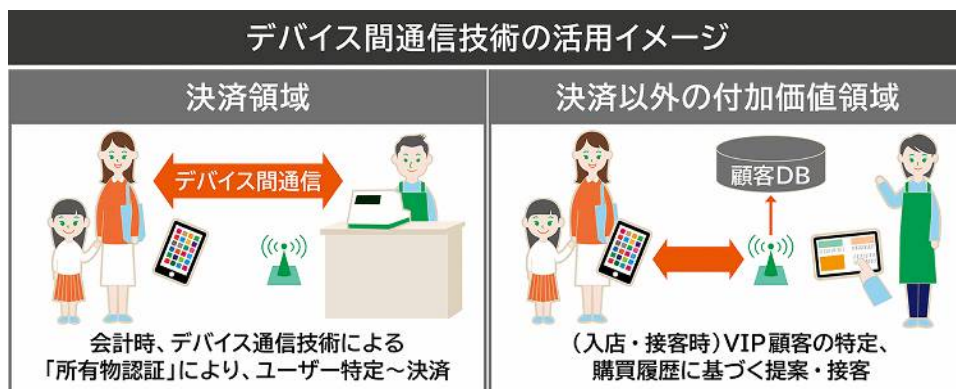 デバイス間通信技術の活用イメージ
決済領域
デバイス間通信
会計時、デバイス通信技術による
「所有物認証」により、ユーザー特定～決済
決済以外の付加価値領域
顧客DB
(入店・接客時)VIP顧客の特定、
購買履歴に基づく提案・接客